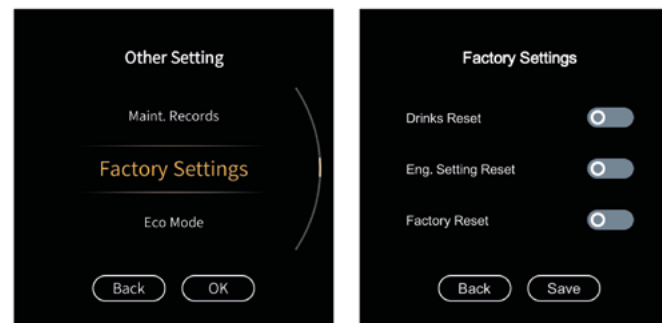 Other Setting
Maint. Records
Factory Settings
Eco Mode
Back OK
Factory Settings
Drinks Reset
Eng. Setting Reset
Factory Reset
Back Save